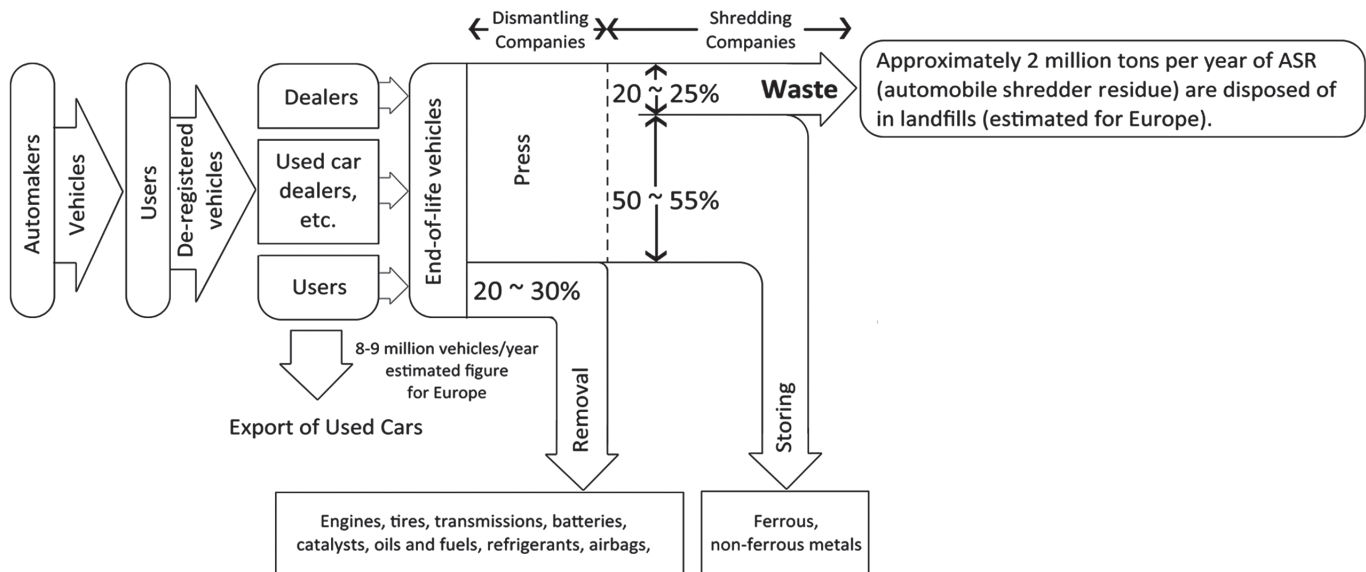 Dismantling
Companies
Shredding
Companies
Automakers
Vehicles
Users
De-registered
vehicles
Dealers
Used car
dealers,
etc.
Users
End-of-life vehicles
Press
20 ~ 25%
Waste
50 ~ 55%
20 ~ 30%
Approximately 2 million tons per year of ASR
(automobile shredder residue) are disposed of
in landfills (estimated for Europe).
8-9 million vehicles/year
estimated figure
for Europe
Export of Used Cars
Removal
Storing
Engines, tires, transmissions, batteries,
catalysts, oils and fuels, refrigerants, airbags,
Ferrous,
non-ferrous metals